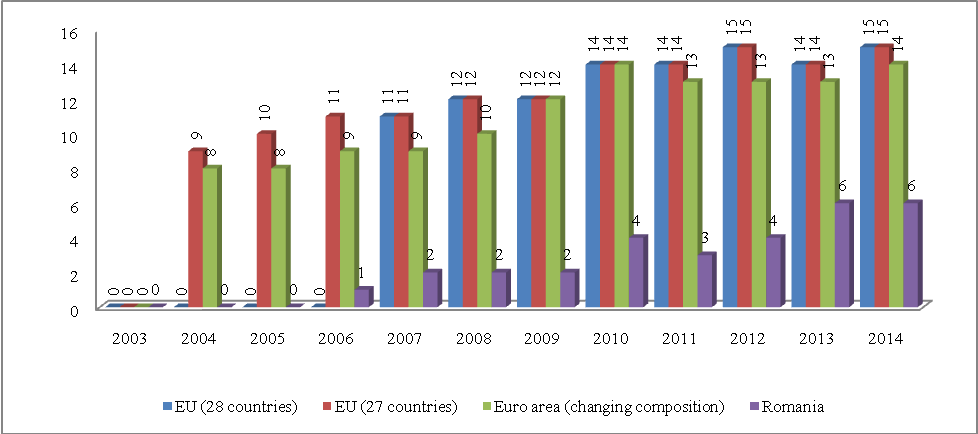 16
14
12
10
8
6
4
2
0
0 0 0 0
0 9 8 0
0 10 8 0
0 11 9 1
11 11 9 2
12 12 10 2
12 12 12 2
14 14 14 4
14 14 13 3
15 15 13 4
14 14 13 6
15 15 14 6
2003 2004 2005 2006 2007 2008 2009 2010 2011 2012 2013 2014
EU (28 countries) EU (27 countries) Euro area (changing composition) Romania